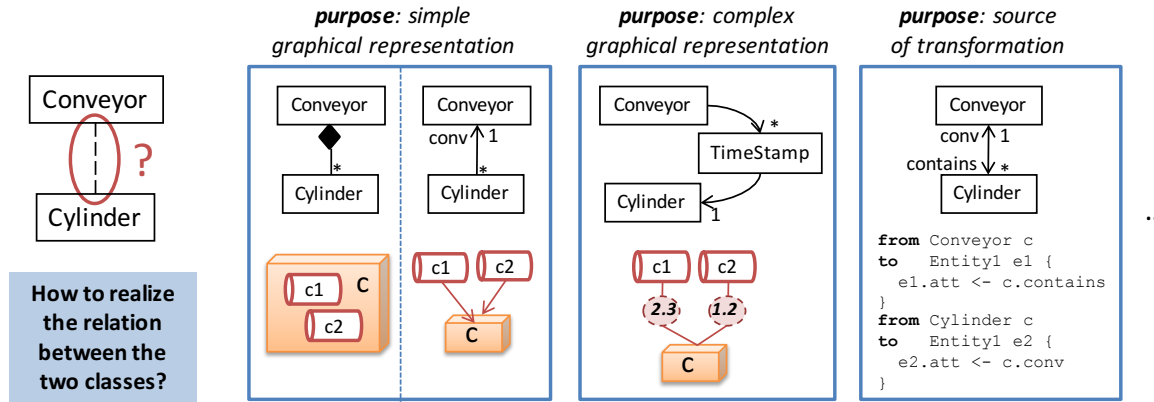 purpose: simple
graphical representation
purpose: complex
graphical representation
purpose: source
of transformation
Conveyor
?
Cylinder
How to realize
the relation
between the
two classes?
Conveyor
*
Cylinder
c1
C
c2
Conveyor
conv 1
*
Cylinder
c1 c2
C
Conveyor
*
TimeStamp
Cylinder
1
c1 c2
2.3 1.2
C
Conveyor
conv 1
contains *
Cylinder
from Conveyor c
to Entity1 e1 {
e1.att <- c.contains
}
from Cylinder c
to Entity1 e2 {
e2.att <- c.conv
}
..